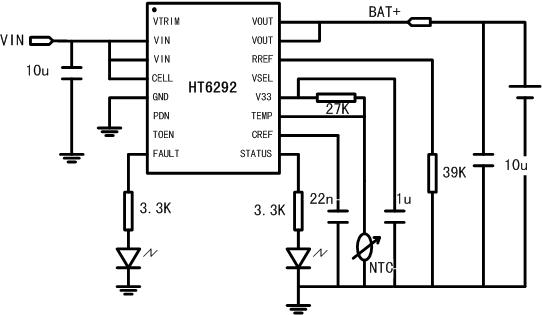 BAT+
VTRIM
VOUT
VIN
VIN
VOUT
10u
VIN
RREF
CELL
HT6292
VSEL
GND
V33
27K
PDN
TEMP
TOEN
CREF
FAULT
STATUS
39K
10u
3.3K
3.3K
22n
1u
NTC